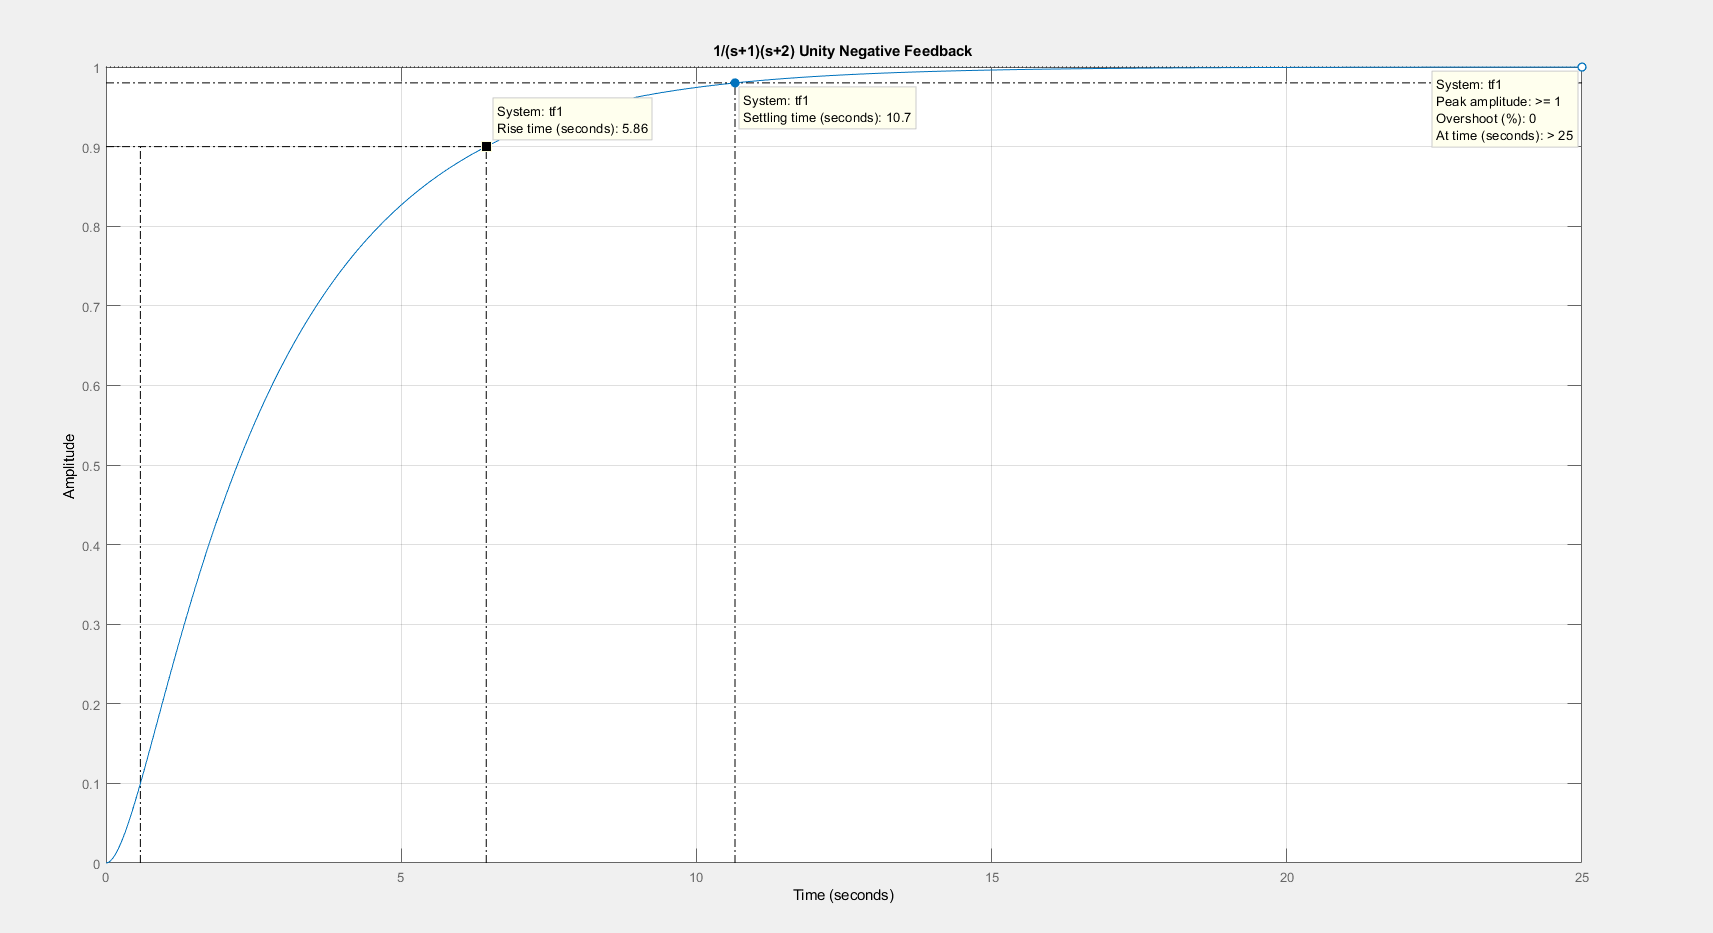 1/(s+1)(s+2) Unity Negative Feedback
1
System: tf1
Peak amplitude: >= 1
Overshoot (%): 0
At time (seconds): > 25
System: tf1
Settling time (seconds): 10.7
System: tf1
Rise time (seconds): 5.86
0.9
0.8
0.7
0.6
0.5
0.4
0.3
0.2
0.1
0
Amplitude
0 5 10 15 20 25
Time (seconds)